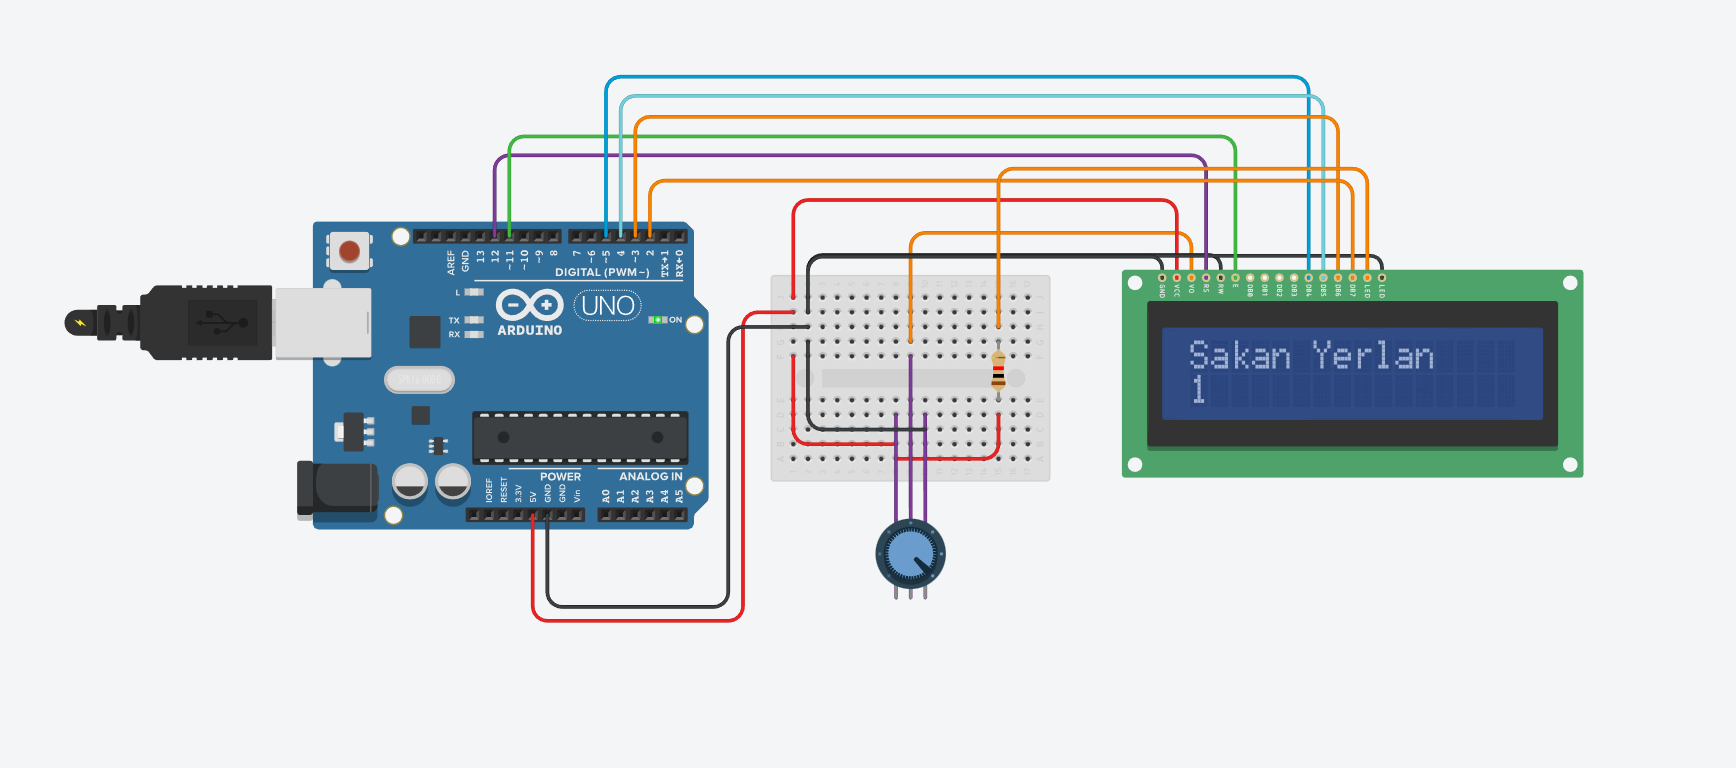 AREF
GND
13
12
~11
~10
~9
8
7
~6
~5
4
~3
2
TX→1
RX←0
DIGITAL (PWM~)
L
TX
RX
UNO
ON
ARDUINO
POWER
ANALOG IN
IOREF
RESET
3.3V
5V
GND
GND
Vin
A0
A1
A2
A3
A4
A5
GND
VCC
VO
RS
RW
E
DB0
DB1
DB2
DB3
DB4
DB5
DB6
DB7
LED
LED
Sakan Yerlan
1